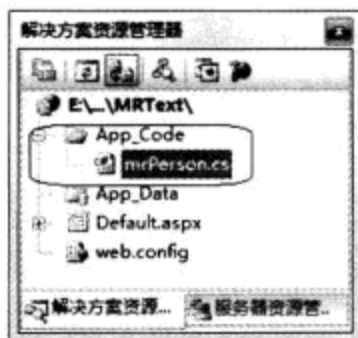 解决方案资源管理器
E:\...\MRText\
App_Code
mrPerson.cs
App_Data
Default.aspx
web.config
解决方案资源... 服务器资源管..